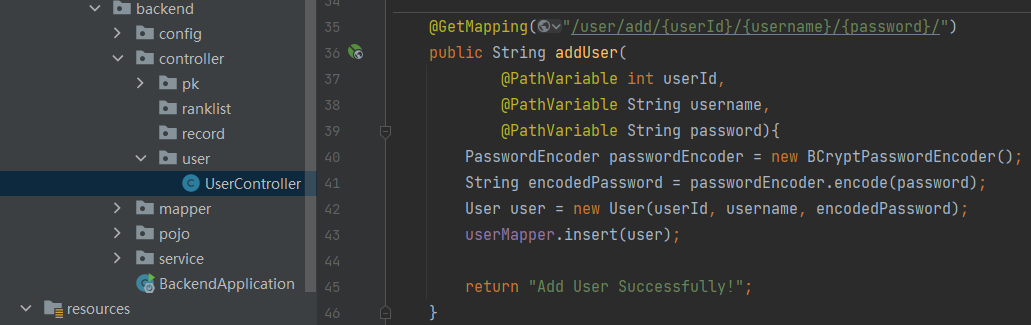 backend
config
controller
pk
ranklist
record
user
UserController
mapper
pojo
service
BackendApplication
resources
34
35 @GetMapping("/user/add/{userId}/{username}/{password}/")
36 public String addUser(
37 @PathVariable int userId,
38 @PathVariable String username,
39 @PathVariable String password){
40 PasswordEncoder passwordEncoder = new BCryptPasswordEncoder();
41 String encodedPassword = passwordEncoder.encode(password);
42 User user = new User(userId, username, encodedPassword);
43 userMapper.insert(user);
44
45 return "Add User Successfully!";
46 }